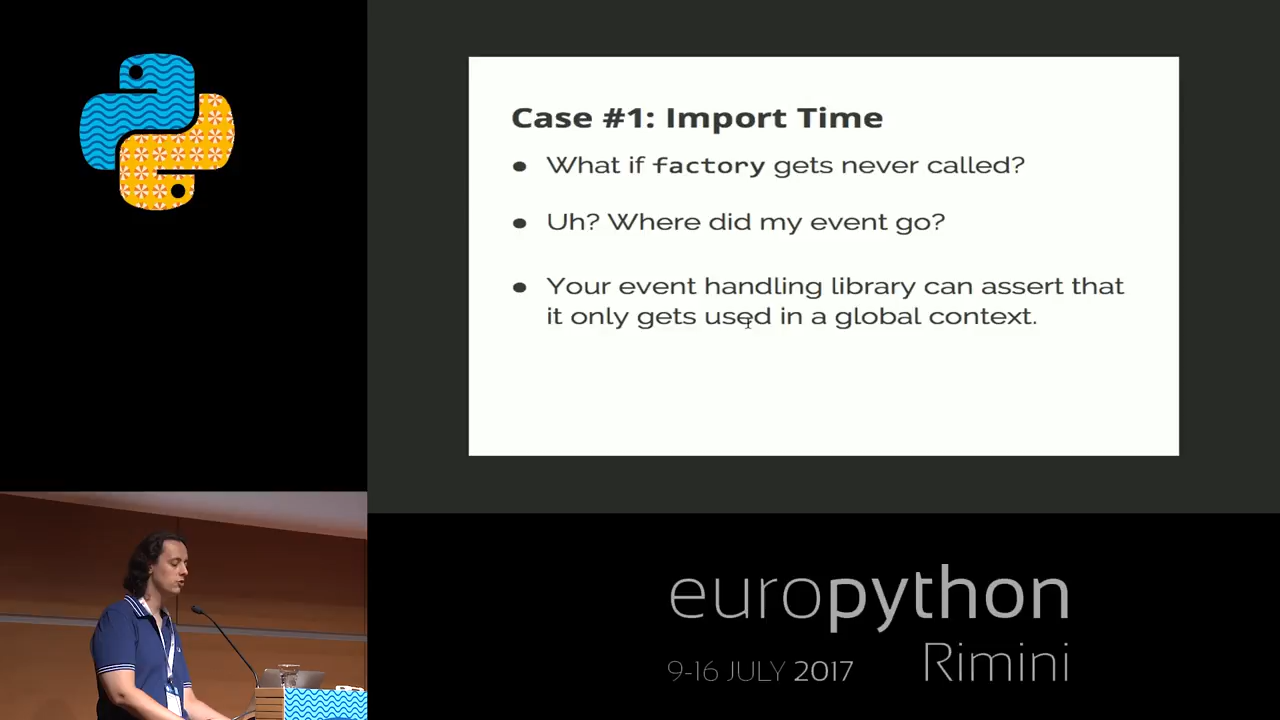 Case #1: Import Time
● What if factory gets never called?
● Uh? Where did my event go?
● Your event handling library can assert that
it only gets used in a global context.
europython
9-16 JULY 2017 Rimini